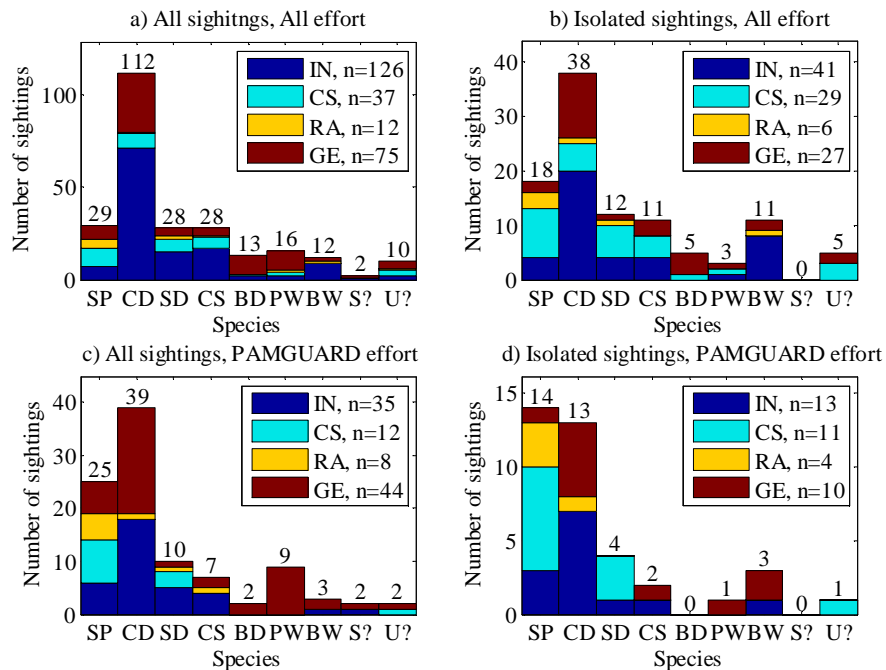 a) All sighitngs, All effort
112
29
28
28
13
16
12
2
10
IN, n=126
CS, n=37
RA, n=12
GE, n=75
100
50
0
Number of sightings
SP CD SD CS BD PW BW S? U?
Species
b) Isolated sightings, All effort
38
18
12
11
5
3
11
0
5
IN, n=41
CS, n=29
RA, n=6
GE, n=27
40
30
20
10
0
Number of sightings
SP CD SD CS BD PW BW S? U?
Species
c) All sightings, PAMGUARD effort
39
25
10
7
2
9
3
2
2
IN, n=35
CS, n=12
RA, n=8
GE, n=44
40
30
20
10
0
Number of sightings
SP CD SD CS BD PW BW S? U?
Species
d) Isolated sightings, PAMGUARD effort
14
13
4
2
0
1
3
0
1
IN, n=13
CS, n=11
RA, n=4
GE, n=10
15
10
5
0
Number of sightings
SP CD SD CS BD PW BW S? U?
Species